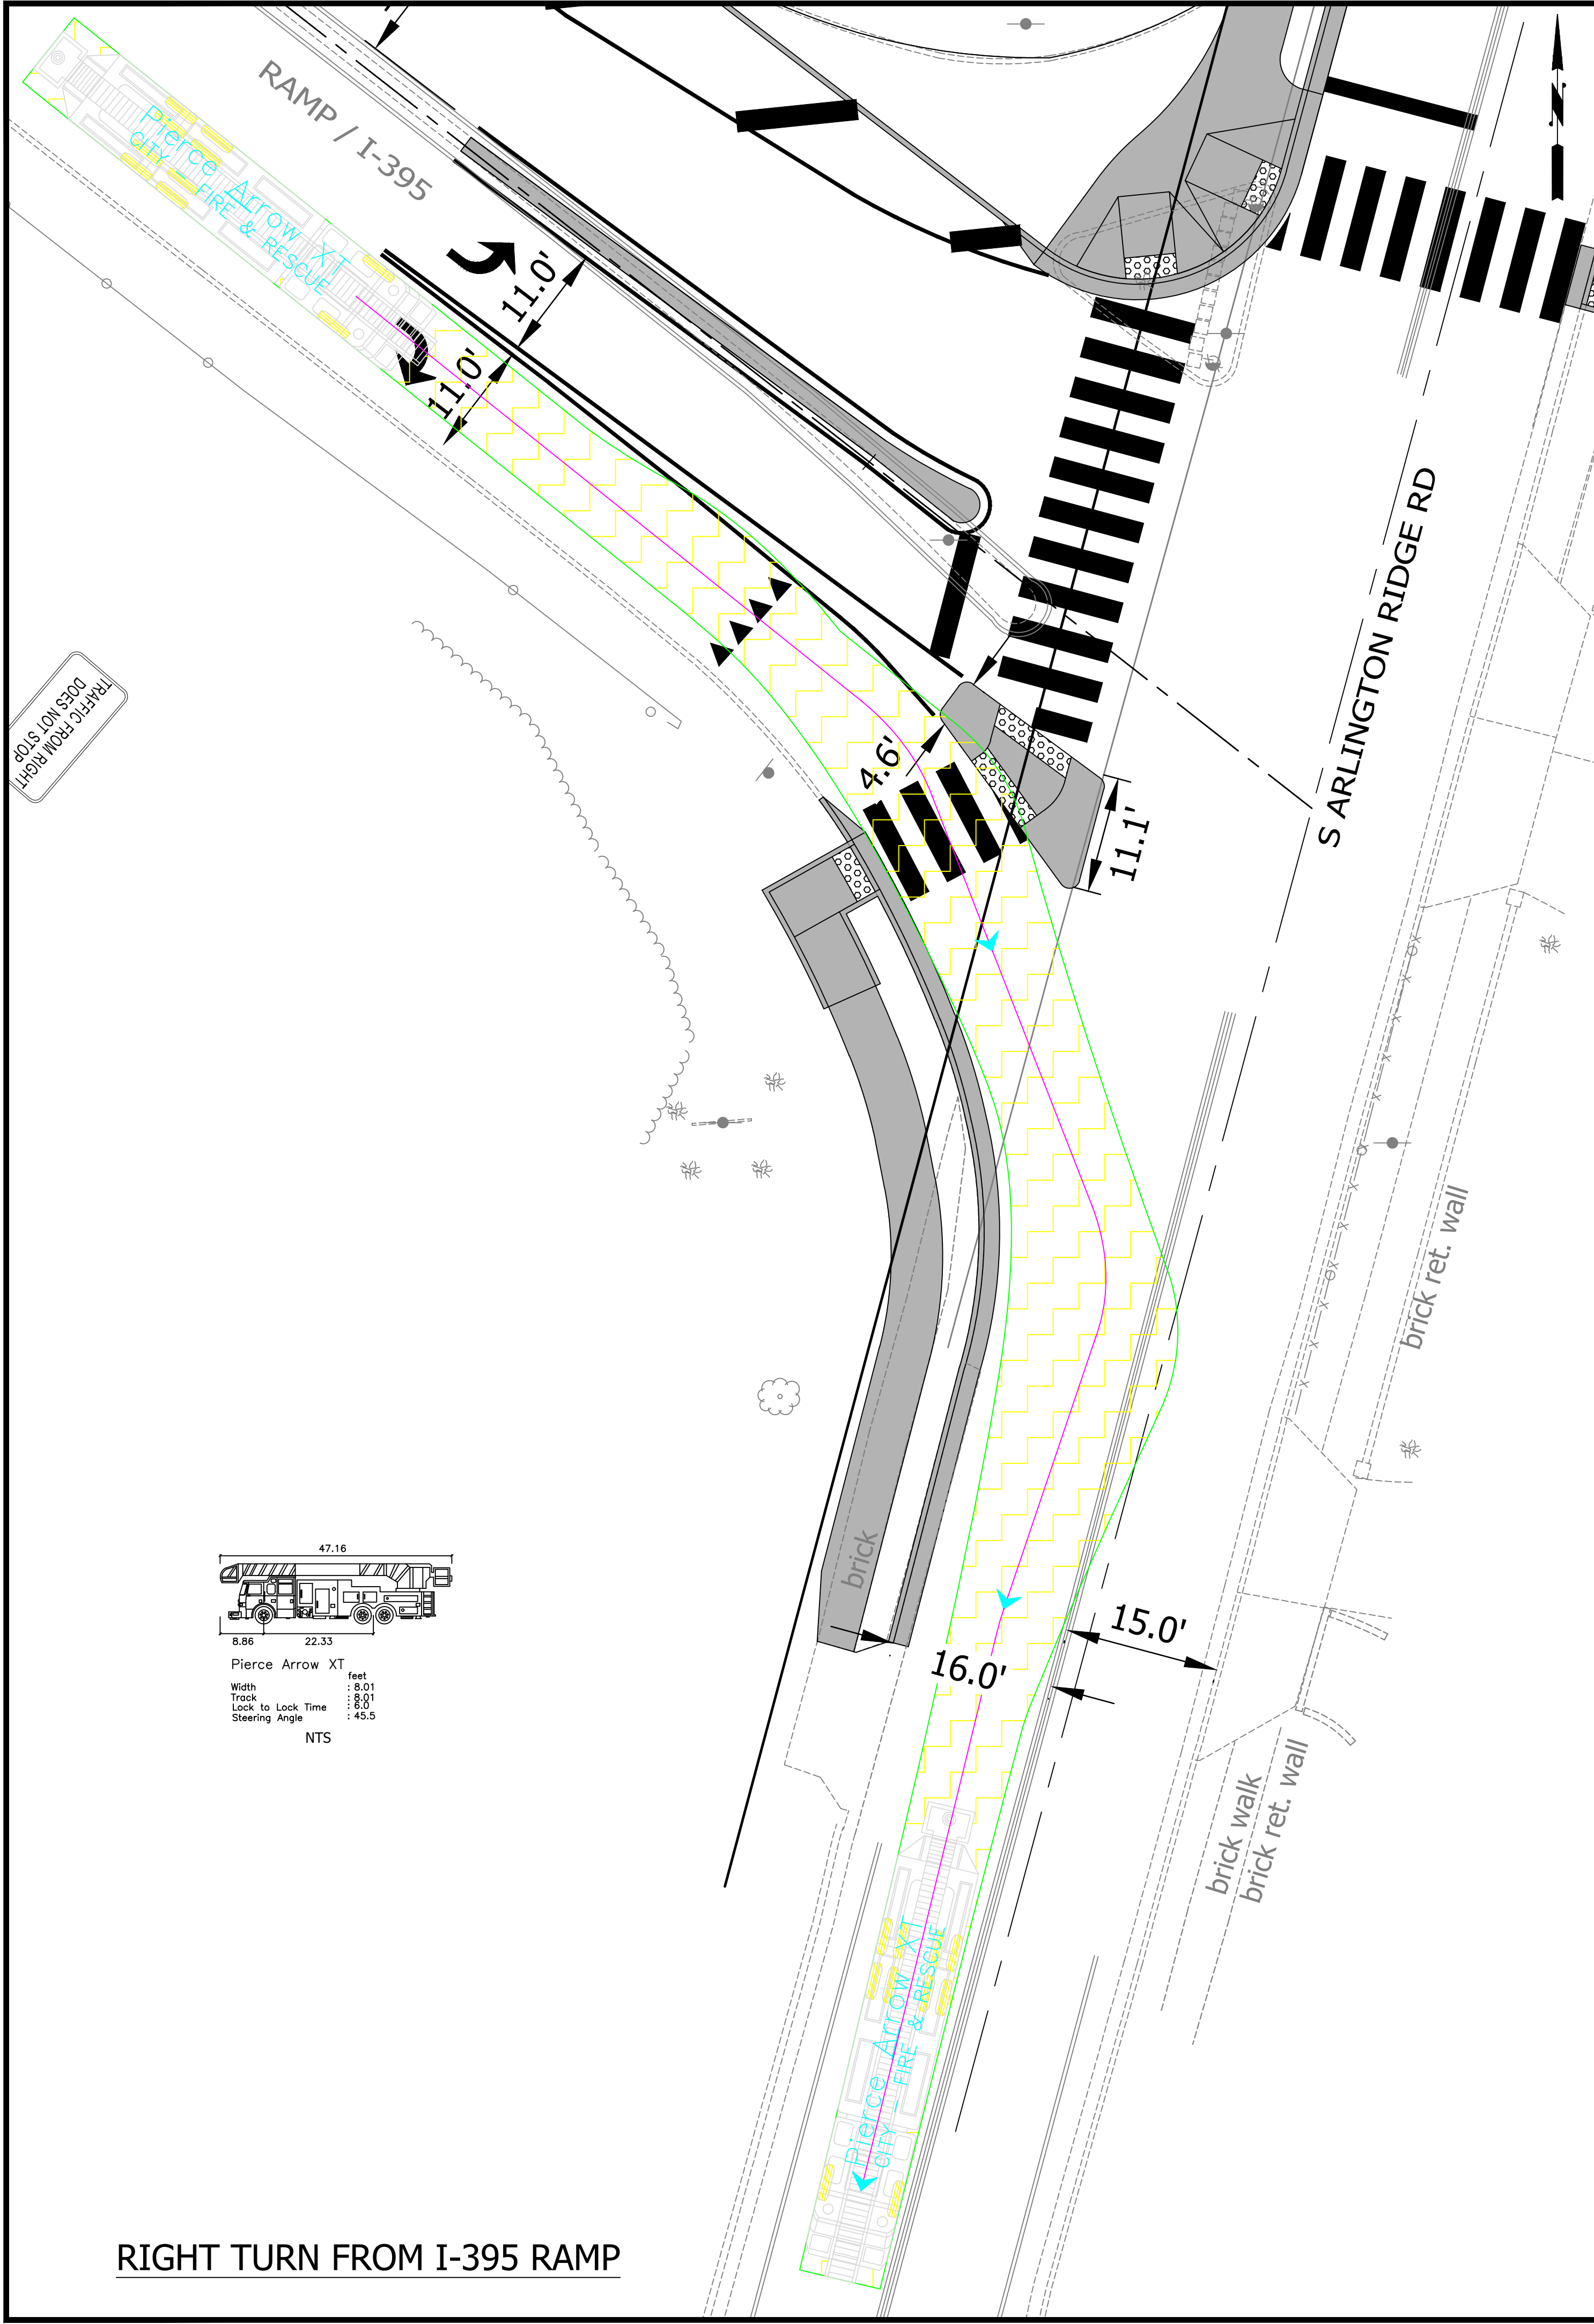 N
RAMP / I-395
Pierce Arrow XT
CITY - FIRE & RESCUE
11.0'
11.0'
S ARLINGTON RIDGE RD
TRAFFIC FROM RIGHT
DOES NOT STOP
4.6'
11.1'
brick ret. wall
brick
47.16
8.86
22.33
Pierce Arrow XT
feet
Width : 8.01
Track : 8.01
Lock to Lock Time : 6.0
Steering Angle : 45.5
NTS
15.0'
16.0'
brick walk
brick ret. wall
Pierce Arrow XT
CITY - FIRE & RESCUE
RIGHT TURN FROM I-395 RAMP